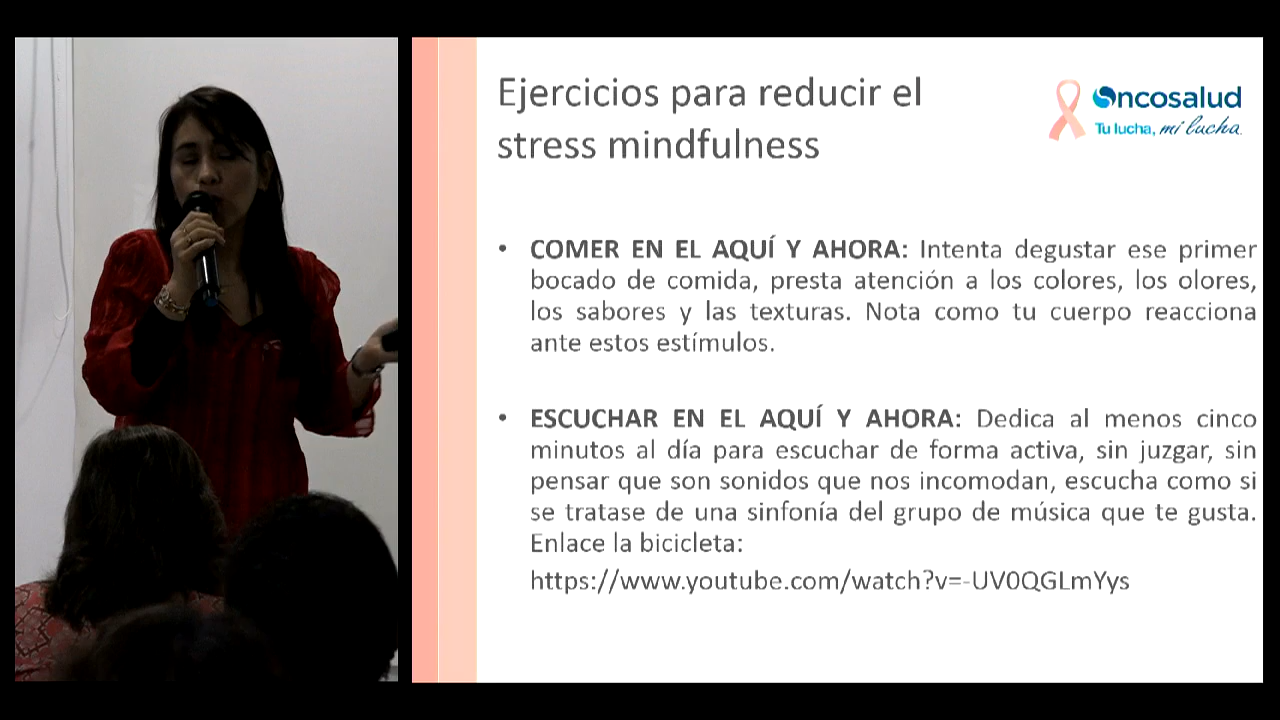 Ejercicios para reducir el
stress mindfulness
Oncosalud
Tu lucha, mi lucha.
• COMER EN EL AQUÍ Y AHORA: Intenta degustar ese primer
bocado de comida, presta atención a los colores, los olores,
los sabores y las texturas. Nota como tu cuerpo reacciona
ante estos estímulos.
• ESCUCHAR EN EL AQUÍ Y AHORA: Dedica al menos cinco
minutos al día para escuchar de forma activa, sin juzgar, sin
pensar que son sonidos que nos incomodan, escucha como si
se tratase de una sinfonía del grupo de música que te gusta.
Enlace la bicicleta:
https://www.youtube.com/watch?v=-UV0QGLmYys